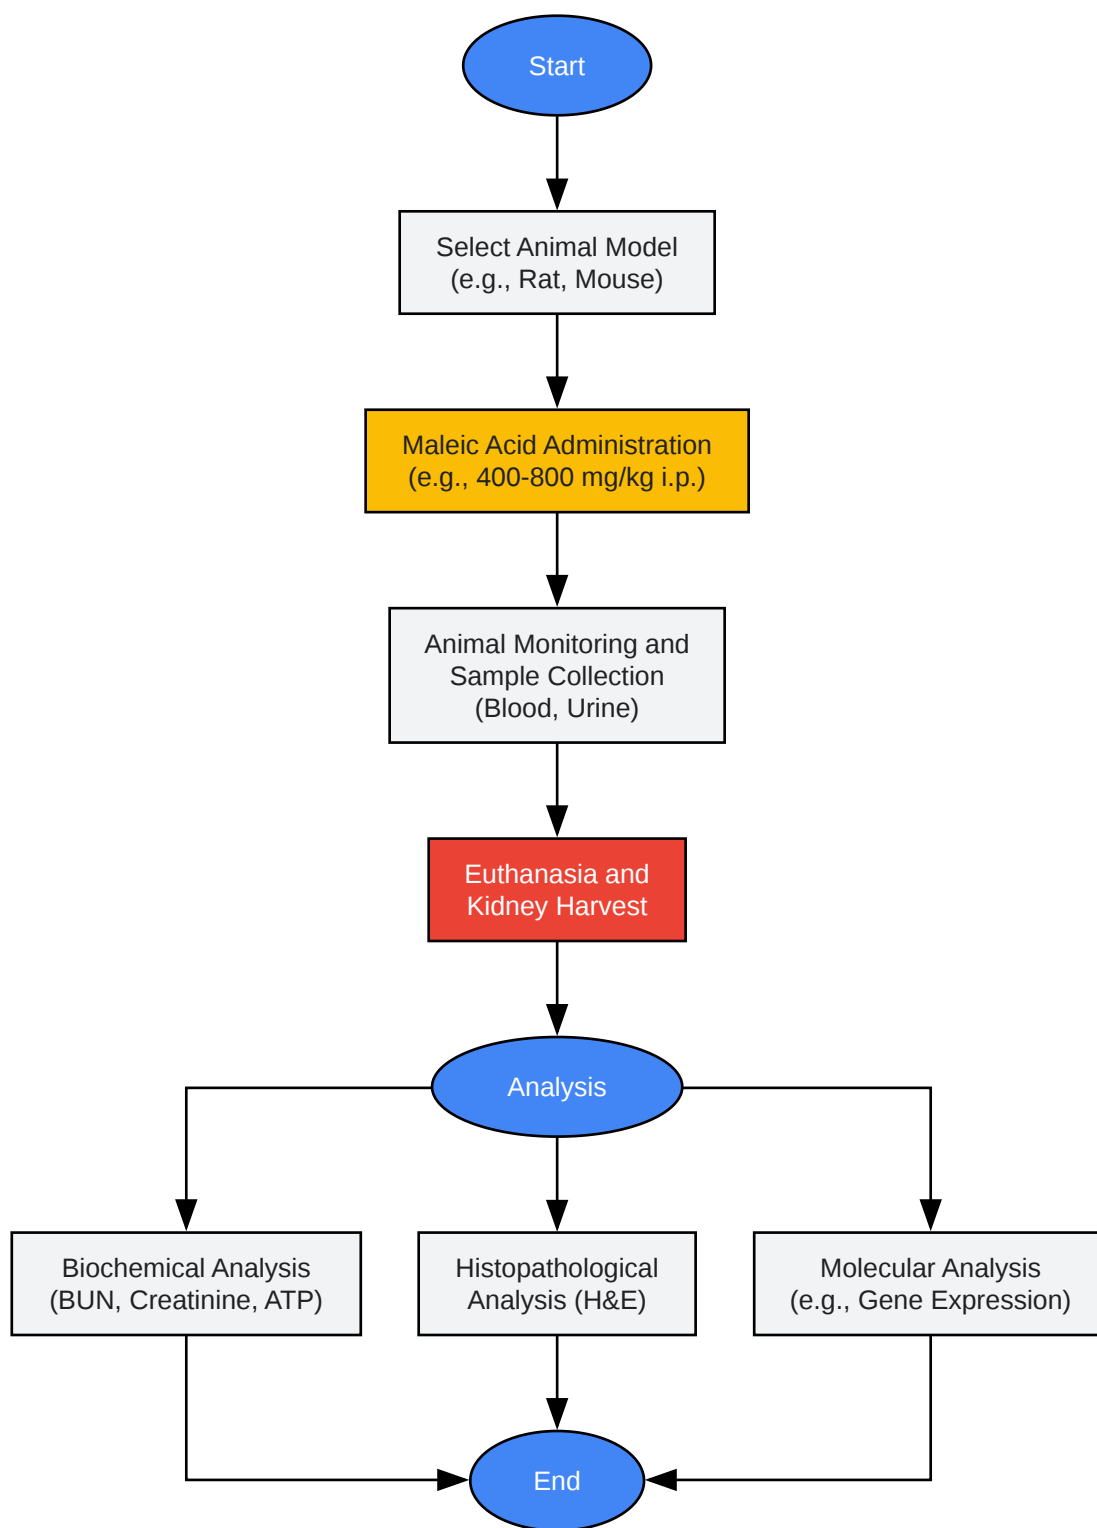 Start
Select Animal Model
(e.g., Rat, Mouse)
Maleic Acid Administration
(e.g., 400-800 mg/kg i.p.)
Animal Monitoring and
Sample Collection
(Blood, Urine)
Euthanasia and
Kidney Harvest
Analysis
Biochemical Analysis
(BUN, Creatinine, ATP)
Histopathological
Analysis (H&E)
Molecular Analysis
(e.g., Gene Expression)
End